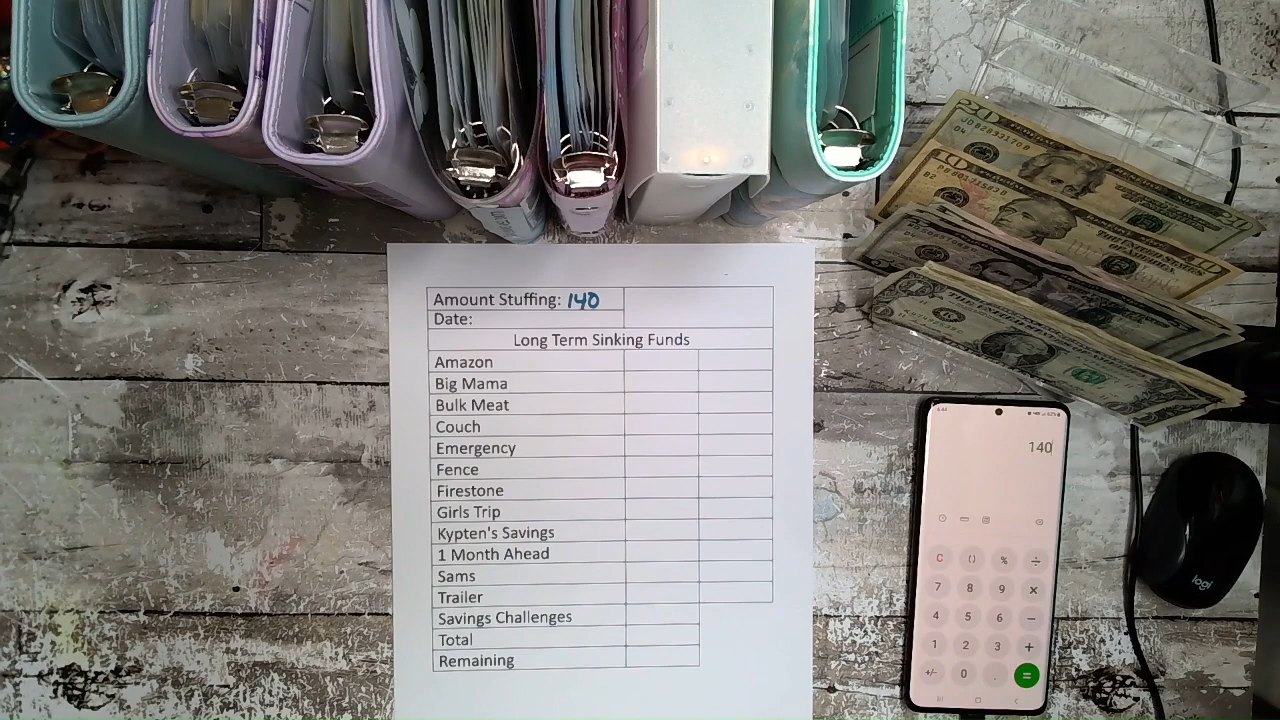 Amount Stuffing: 140
Date:
Long Term Sinking Funds
Amazon
Big Mama
Bulk Meat
Couch
Emergency
Fence
Firestone
Girls Trip
Kypten's Savings
1 Month Ahead
Sams
Trailer
Savings Challenges
Total
Remaining
140
C () % ÷
7 8 9 ×
4 5 6 −
1 2 3 +
+/− 0 . =
logi